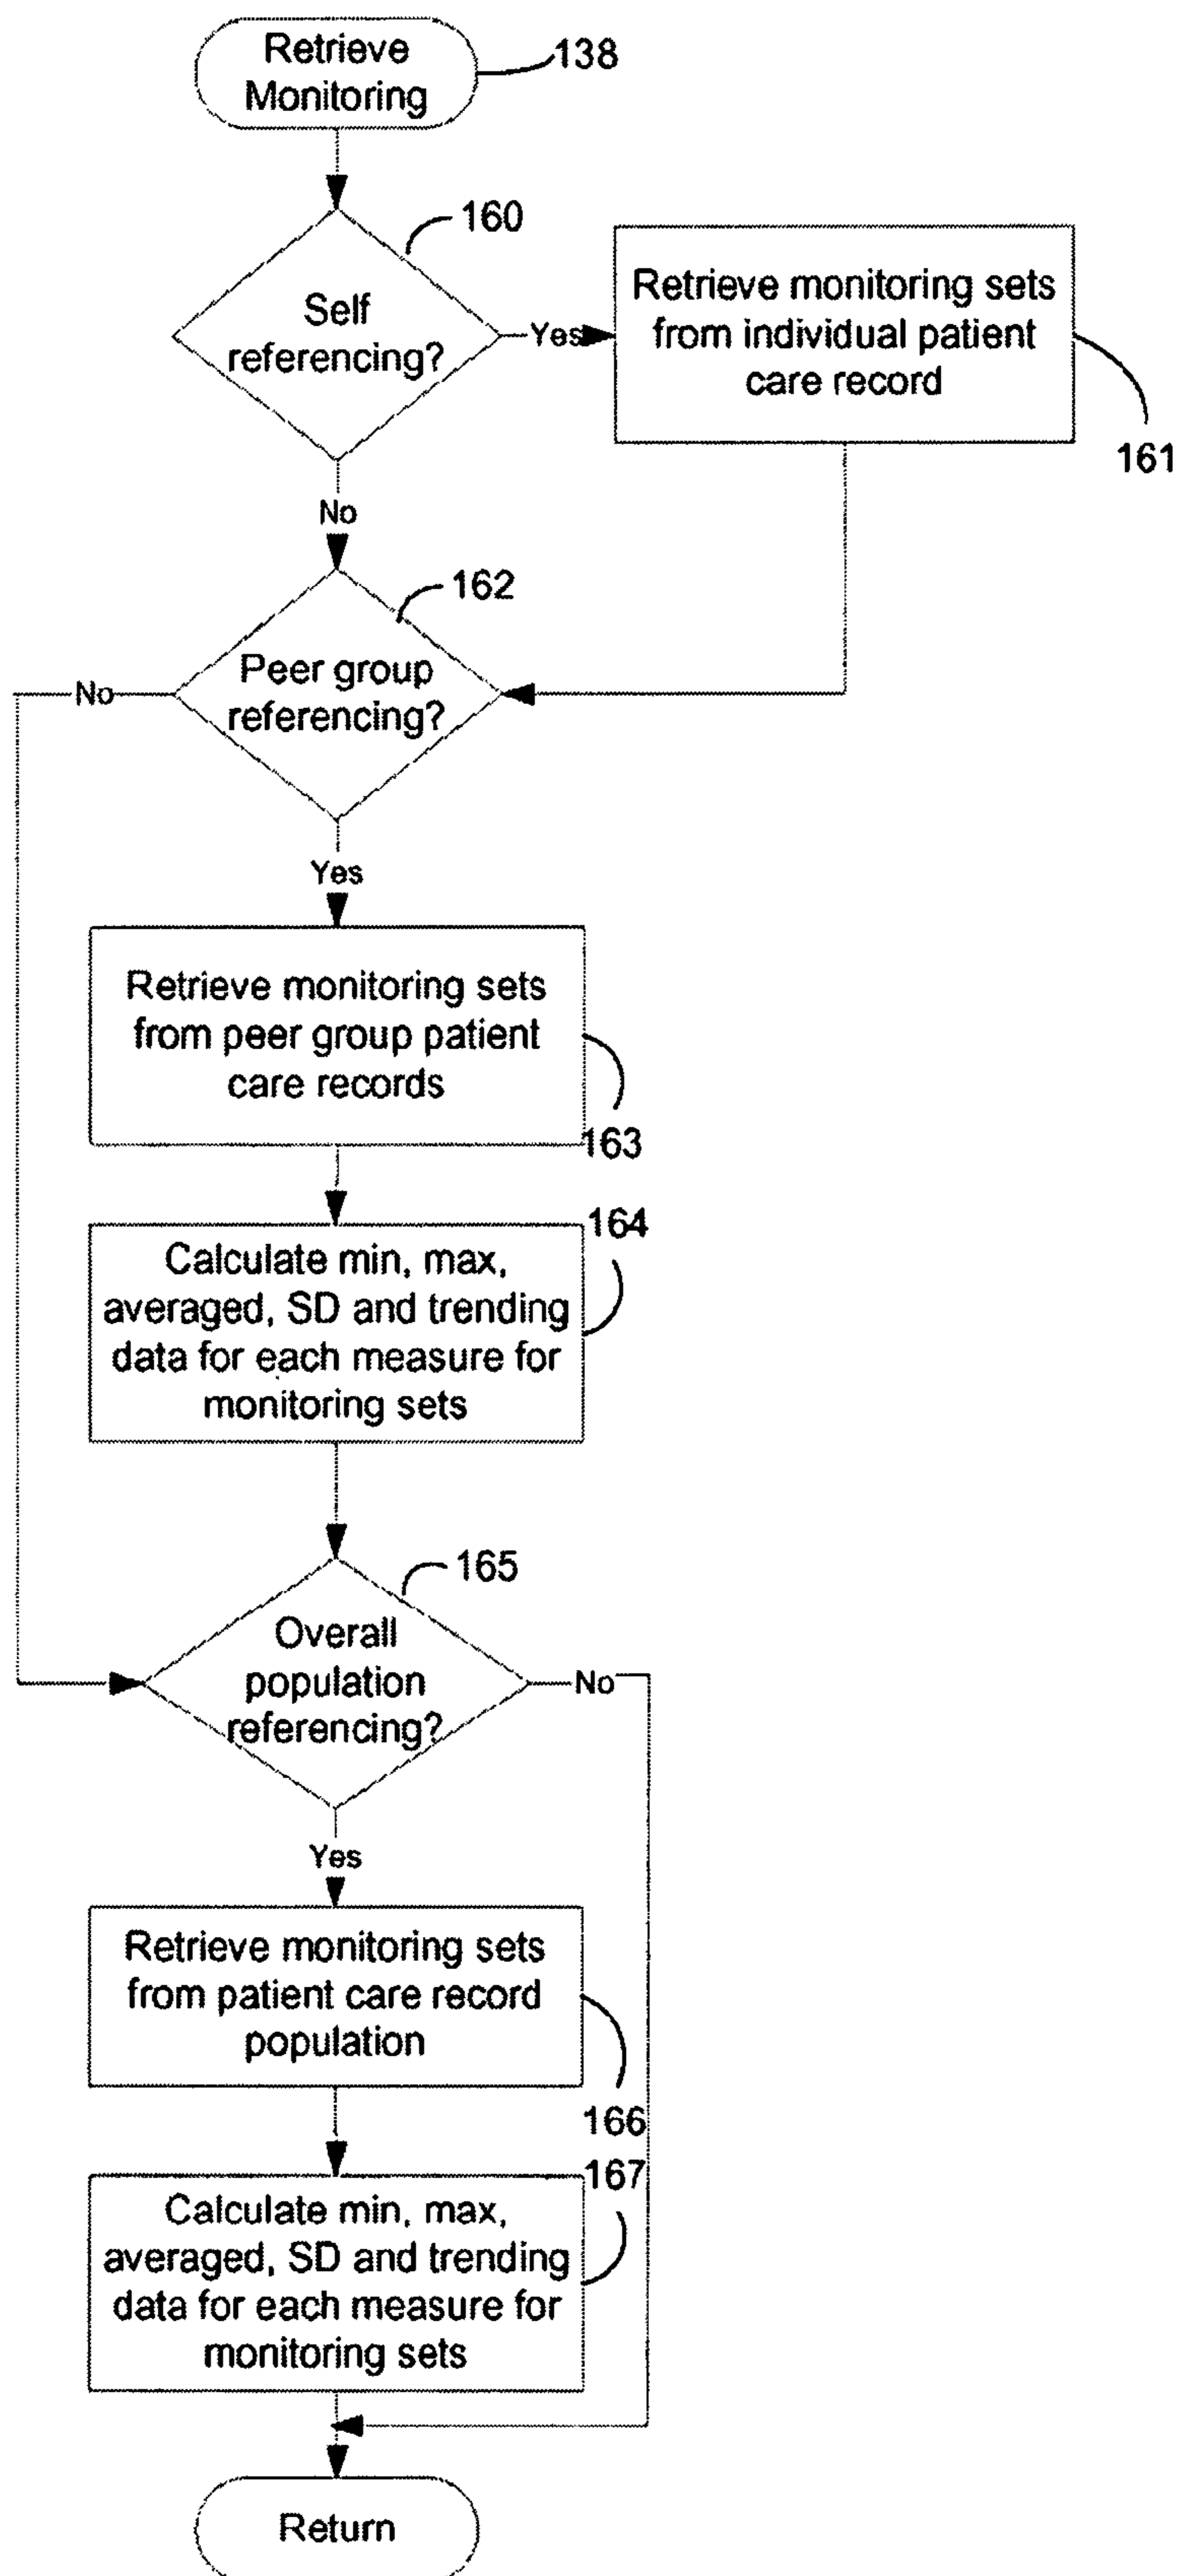 Retrieve
Monitoring
138
160
Self
referencing?
Yes
Retrieve monitoring sets
from individual patient
care record
161
No
162
Peer group
referencing?
No
Yes
Retrieve monitoring sets
from peer group patient
care records
163
164
Calculate min, max,
averaged, SD and trending
data for each measure for
monitoring sets
165
Overall
population
referencing?
No
Yes
Retrieve monitoring sets
from patient care record
population
166
167
Calculate min, max,
averaged, SD and trending
data for each measure for
monitoring sets
Return